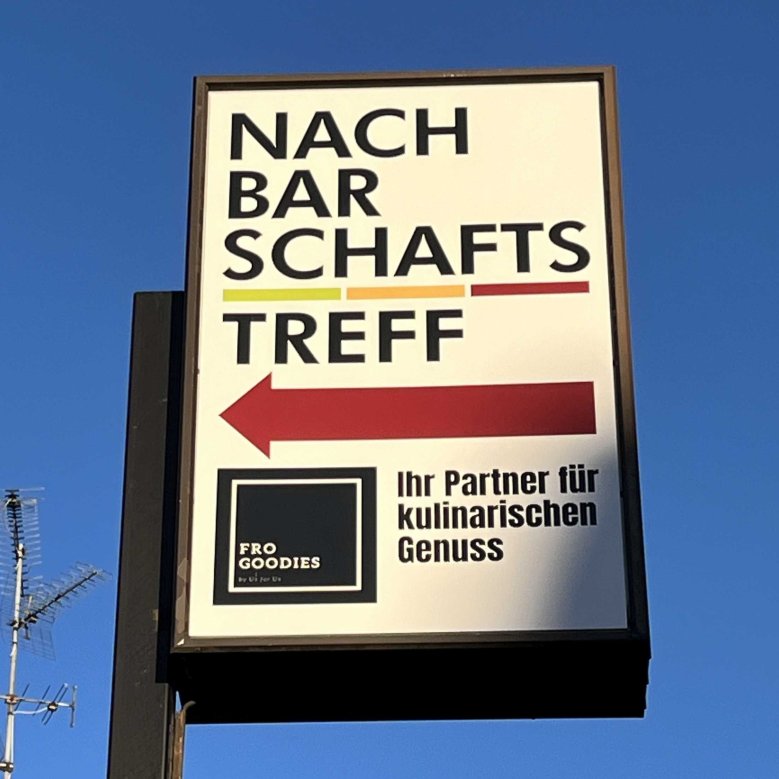 NACH
BAR
SCHAFTS
TREFF
Ihr Partner für
kulinarischen
Genuss
FRO
GOODIES
By Us For Us